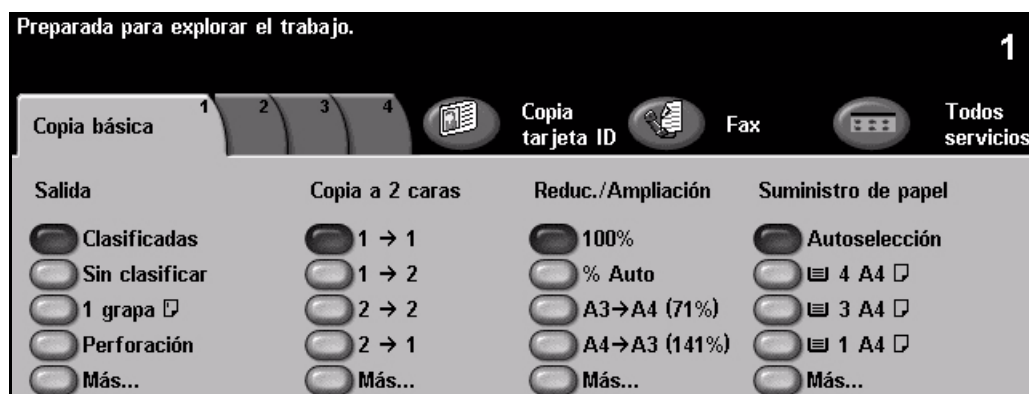 Preparada para explorar el trabajo.
1
Copia básica
1
2
3
4
Copia
tarjeta ID
Fax
Todos
servicios
Salida
Clasificadas
Sin clasificar
1 grapa
Perforación
Más...
Copia a 2 caras
1 → 1
1 → 2
2 → 2
2 → 1
Más...
Reduc./Ampliación
100%
% Auto
A3→A4 (71%)
A4→A3 (141%)
Más...
Suministro de papel
Autoselección
4 A4
3 A4
1 A4
Más...